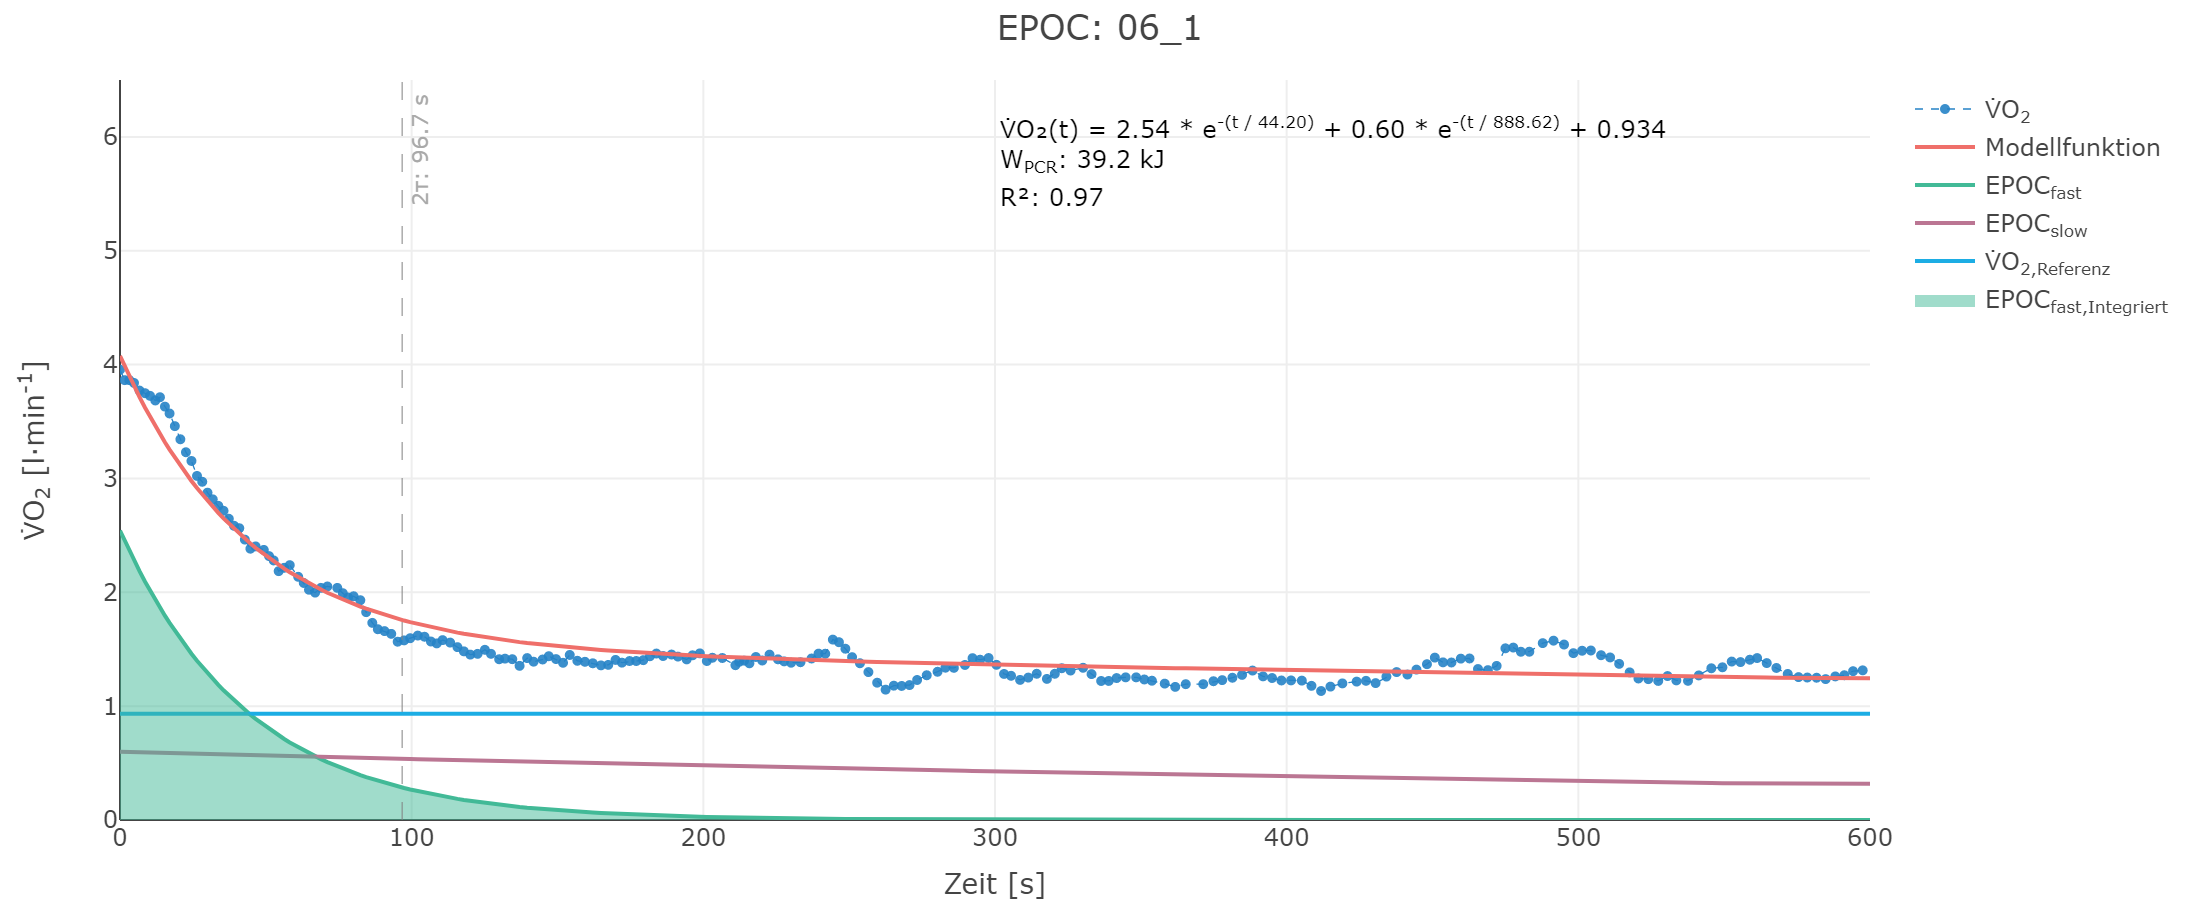 EPOC: 06_1
V̇O₂(t) = 2.54 * e^-(t / 44.20) + 0.60 * e^-(t / 888.62) + 0.934
W_PCR: 39.2 kJ
R²: 0.97
2τ: 96.7 s
V̇O₂
Modellfunktion
EPOC_fast
EPOC_slow
V̇O₂,Referenz
EPOC_fast,Integriert
V̇O₂ [l·min⁻¹]
6
5
4
3
2
1
0
0 100 200 300 400 500 600
Zeit [s]